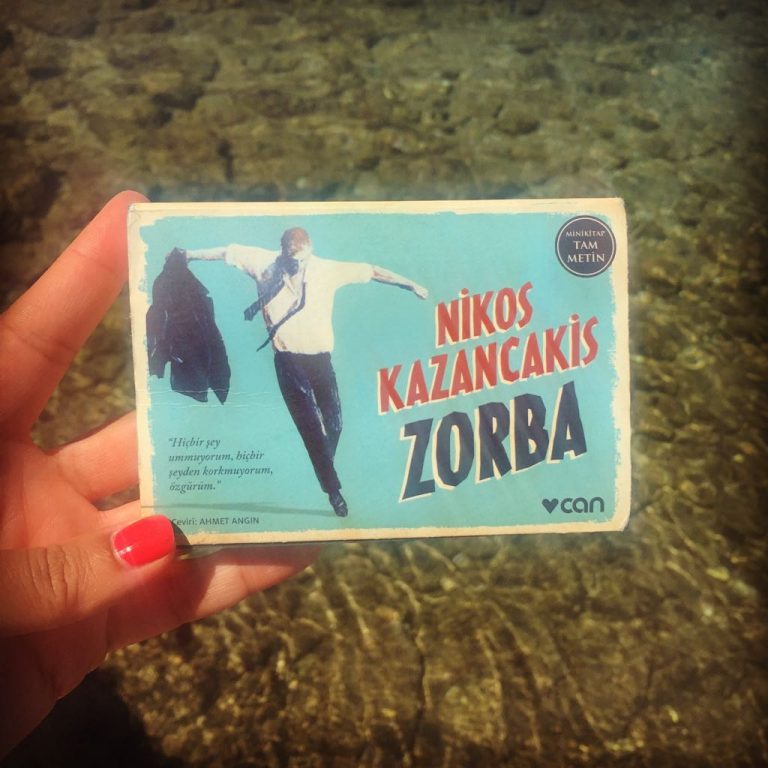 MİNİKİTAP
TAM
METİN
NİKOS
KAZANCAKİS
ZORBA
"Hiçbir şey
ummuyorum, hiçbir
şeyden korkmuyorum,
özgürüm."
Çeviri: AHMET ANGIN
can